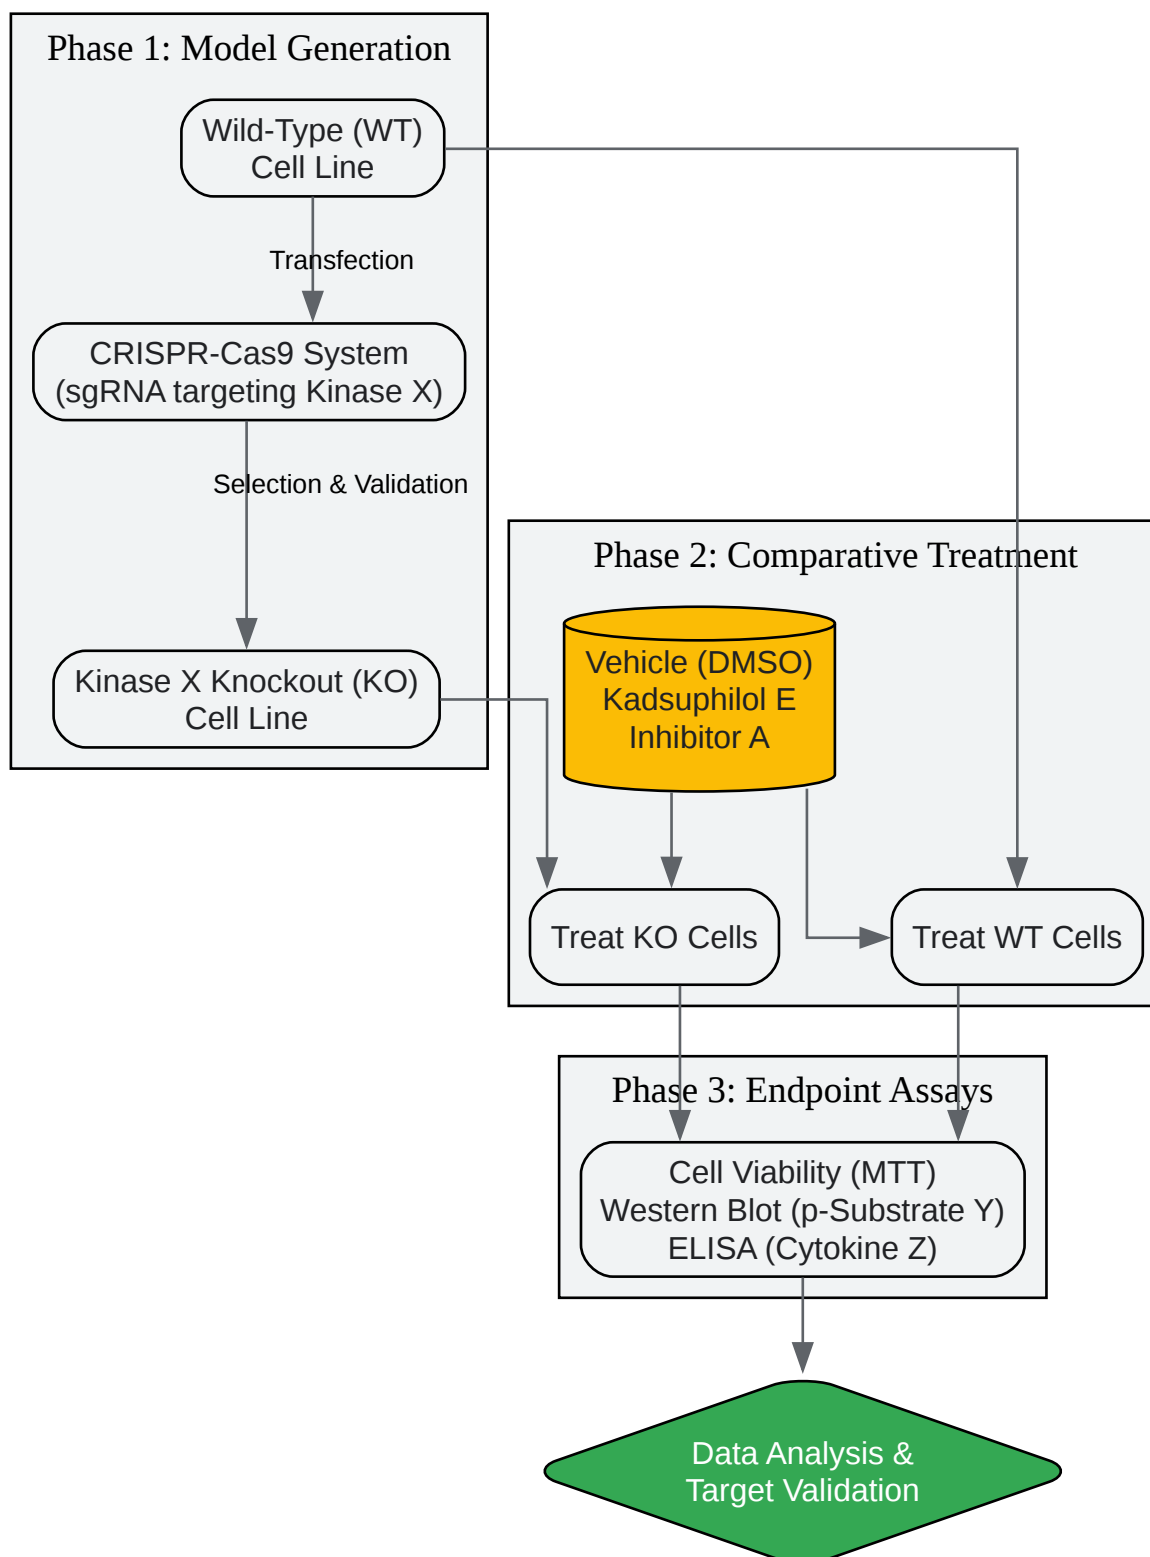 Phase 1: Model Generation
Wild-Type (WT)
Cell Line
Transfection
CRISPR-Cas9 System
(sgRNA targeting Kinase X)
Selection & Validation
Kinase X Knockout (KO)
Cell Line
Phase 2: Comparative Treatment
Vehicle (DMSO)
Kadsuphilol E
Inhibitor A
Treat KO Cells
Treat WT Cells
Phase 3: Endpoint Assays
Cell Viability (MTT)
Western Blot (p-Substrate Y)
ELISA (Cytokine Z)
Data Analysis &
Target Validation